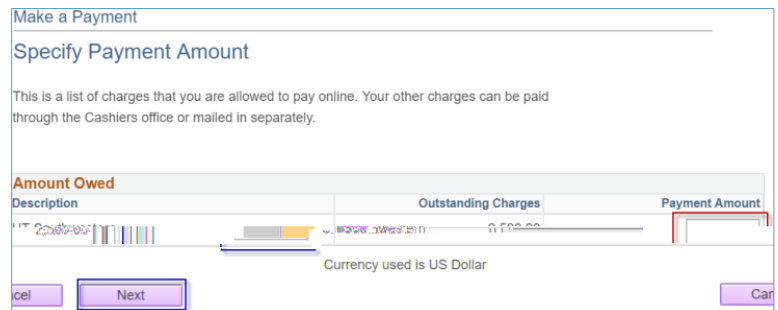 Make a Payment
Specify Payment Amount
This is a list of charges that you are allowed to pay online. Your other charges can be paid
through the Cashiers office or mailed in separately.
Amount Owed
Description Outstanding Charges Payment Amount
Currency used is US Dollar
cel Next Can